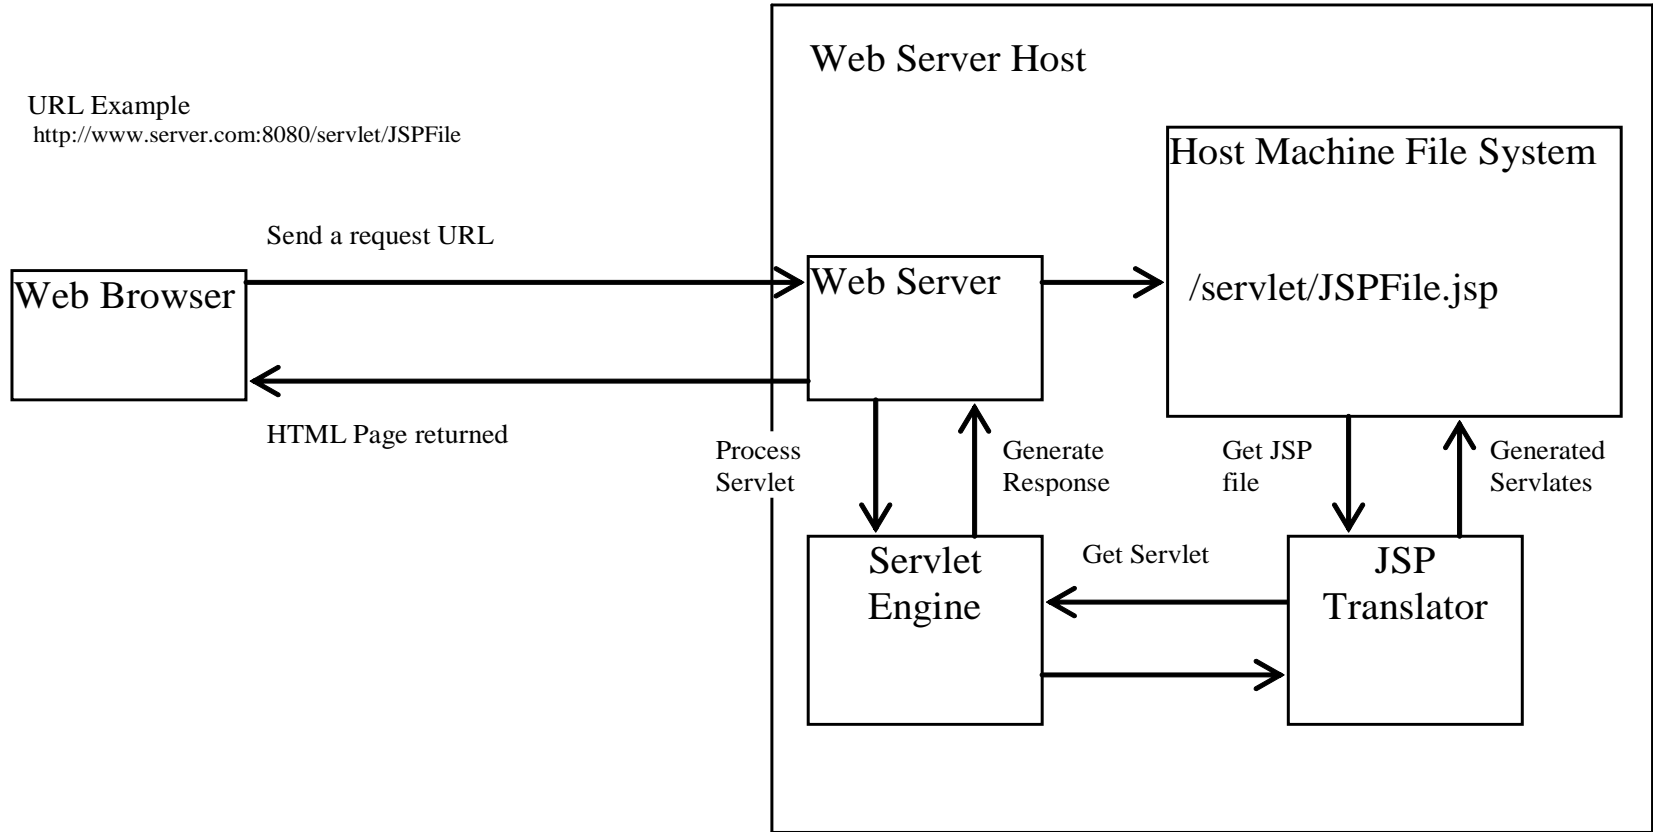 Web Server Host
URL Example
http://www.server.com:8080/servlet/JSPFile
Host Machine File System
Send a request URL
Web Browser
Web Server
/servlet/JSPFile.jsp
HTML Page returned
Process
Servlet
Generate
Response
Get JSP
file
Generated
Servlates
Servlet
Engine
Get Servlet
JSP
Translator